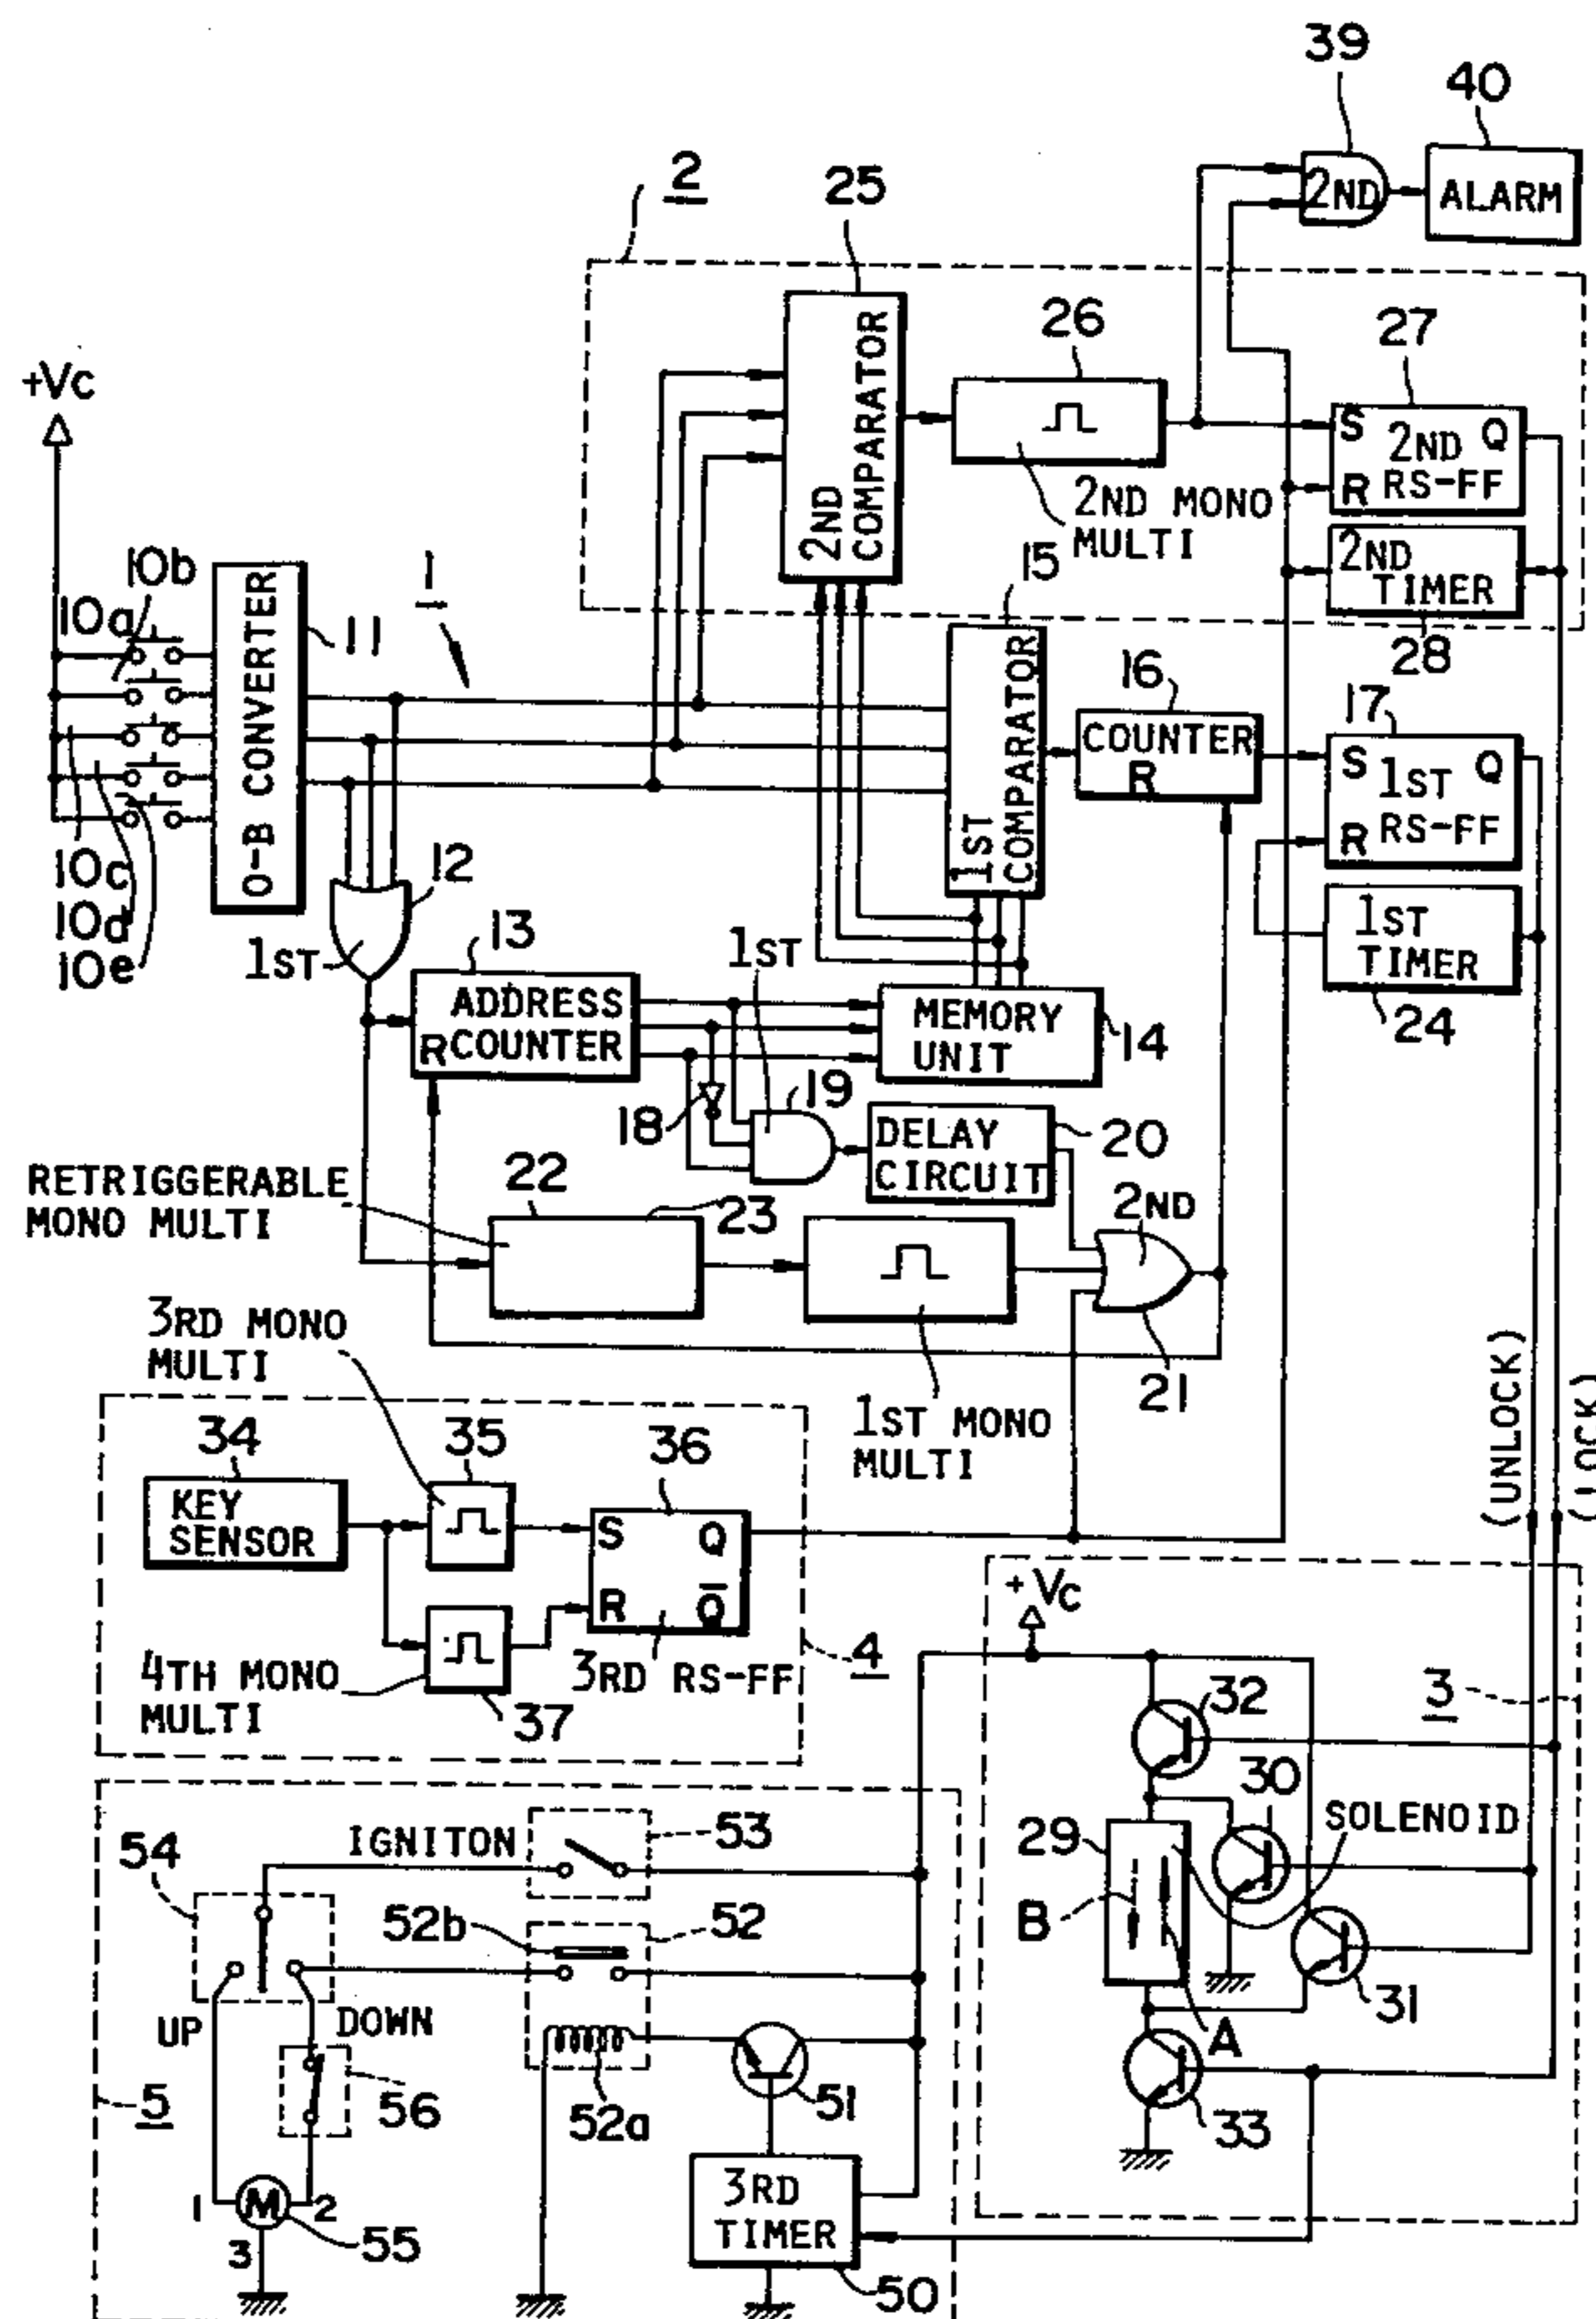 39
40
2ND
ALARM
2
25
26
27
+Vc
2ND
COMPARATOR
S 2ND Q
R RS-FF
2ND MONO
MULTI
2ND
TIMER
28
10b
10a
1
11
15
O-B CONVERTER
1ST
COMPARATOR
16
COUNTER
R
17
S 1ST Q
R RS-FF
10c
10d
10e
12
1ST
13
ADDRESS
R COUNTER
1ST
MEMORY
UNIT
14
1ST
TIMER
24
18
19
DELAY
CIRCUIT
20
RETRIGGERABLE
MONO MULTI
22
23
2ND
21
3RD MONO
MULTI
1ST MONO
MULTI
(UNLOCK)
(LOCK)
34
35
36
KEY
SENSOR
S Q
R Q̅
4TH MONO
MULTI
37
3RD RS-FF
4
+Vc
3
32
30
SOLENOID
29
B
A
31
33
IGNITON
53
54
52b
52
UP
DOWN
56
5
52a
51
1
M
2
3
55
3RD
TIMER
50